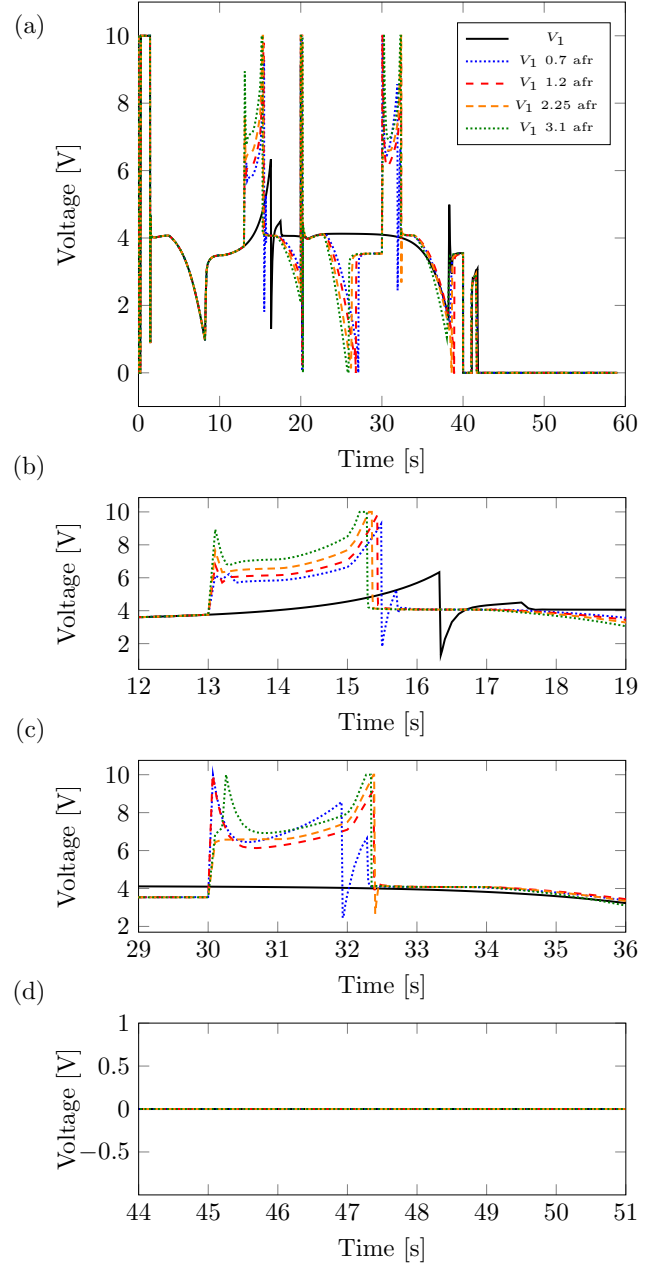 (a)
10
8
6
4
2
0
Voltage [V]
V₁
V₁ 0.7 afr
V₁ 1.2 afr
V₁ 2.25 afr
V₁ 3.1 afr
0 10 20 30 40 50 60
Time [s]
(b)
10
8
6
4
2
Voltage [V]
12 13 14 15 16 17 18 19
Time [s]
(c)
10
8
6
4
2
Voltage [V]
29 30 31 32 33 34 35 36
Time [s]
(d)
1
0.5
0
−0.5
Voltage [V]
44 45 46 47 48 49 50 51
Time [s]